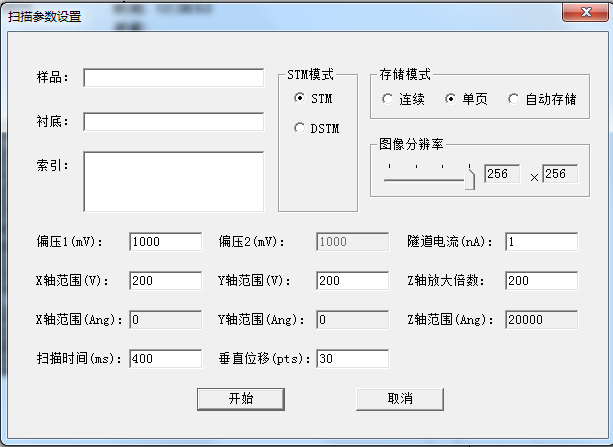 扫描参数设置
样品：
衬底：
索引：
STM模式
STM
DSTM
存储模式
连续 单页 自动存储
图像分辨率
256 × 256
偏压1(mV): 1000 偏压2(mV): 1000 隧道电流(nA): 1
X轴范围(V): 200 Y轴范围(V): 200 Z轴放大倍数: 200
X轴范围(Ang): 0 Y轴范围(Ang): 0 Z轴范围(Ang): 20000
扫描时间(ms): 400 垂直位移(pts): 30
开始 取消